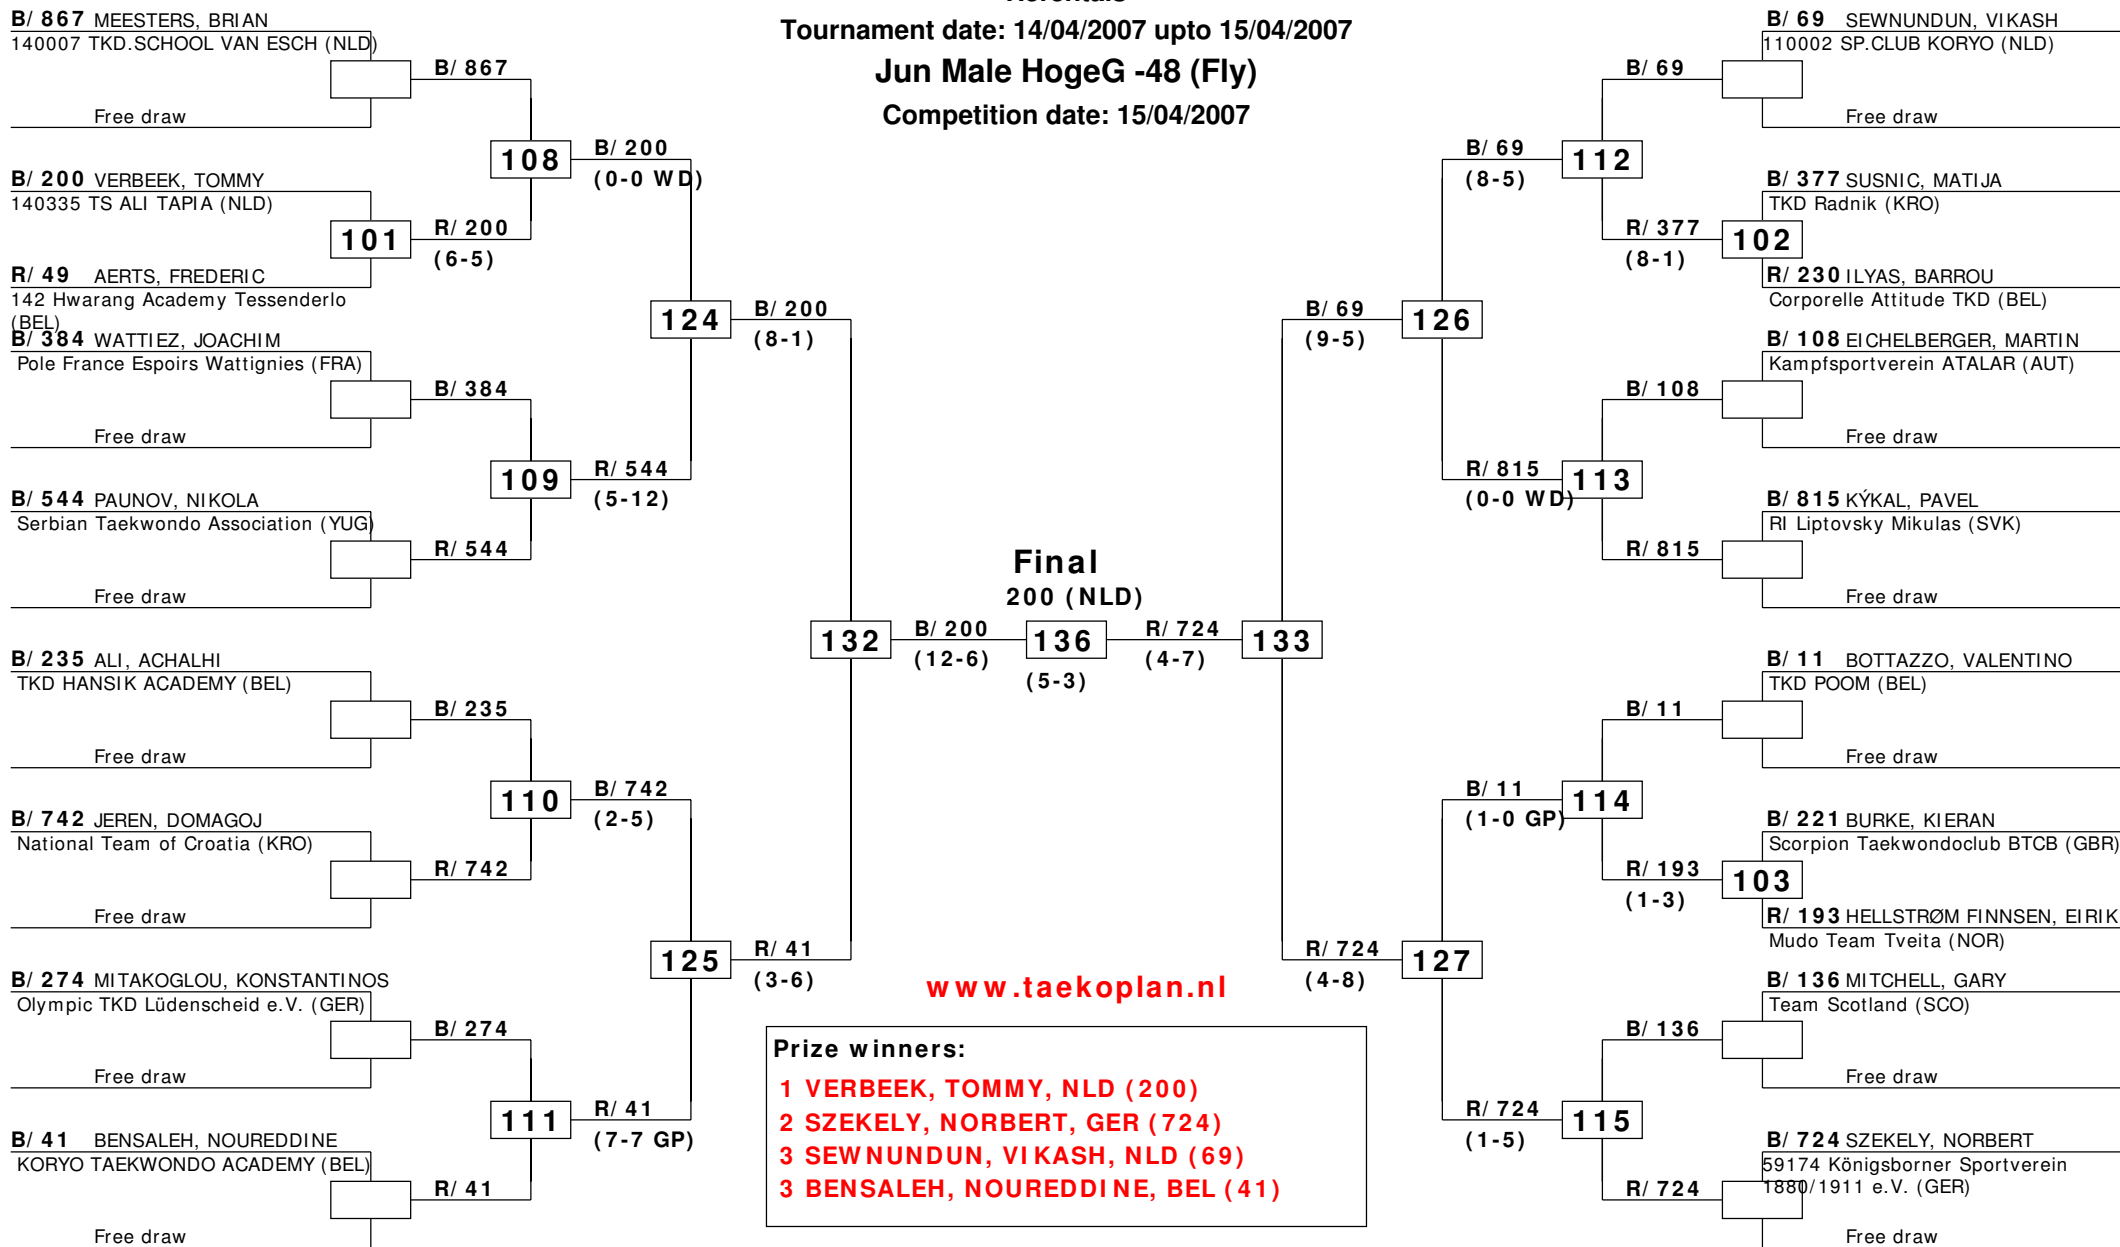 Tournament date: 14/04/2007 upto 15/04/2007
Jun Male HogeG -48 (Fly)
Competition date: 15/04/2007
B/ 867 MEESTERS, BRIAN
140007 TKD.SCHOOL VAN ESCH (NLD)
B/ 867
Free draw
108
B/ 200
(0-0 WD)
B/ 200 VERBEEK, TOMMY
140335 TS ALI TAPIA (NLD)
101
R/ 200
(6-5)
R/ 49 AERTS, FREDERIC
142 Hwarang Academy Tessenderlo
(BEL)
124
B/ 200
(8-1)
B/ 384 WATTIEZ, JOACHIM
Pole France Espoirs Wattignies (FRA)
B/ 384
Free draw
109
R/ 544
(5-12)
B/ 544 PAUNOV, NIKOLA
Serbian Taekwondo Association (YUG)
R/ 544
Free draw
132
B/ 200
(12-6)
B/ 235 ALI, ACHALHI
TKD HANSIK ACADEMY (BEL)
B/ 235
Free draw
110
B/ 742
(2-5)
B/ 742 JEREN, DOMAGOJ
National Team of Croatia (KRO)
R/ 742
Free draw
125
R/ 41
(3-6)
B/ 274 MITAKOGLOU, KONSTANTINOS
Olympic TKD Lüdenscheid e.V. (GER)
B/ 274
Free draw
111
R/ 41
(7-7 GP)
B/ 41 BENSALEH, NOUREDDINE
KORYO TAEKWONDO ACADEMY (BEL)
R/ 41
Free draw
Final
200 (NLD)
136
(5-3)
R/ 724
(4-7)
133
B/ 69 SEWNUNDUN, VIKASH
110002 SP.CLUB KORYO (NLD)
B/ 69
Free draw
B/ 69
(8-5)
112
B/ 377 SUSNIC, MATIJA
TKD Radnik (KRO)
R/ 377
(8-1)
102
R/ 230 ILYAS, BARROU
Corporelle Attitude TKD (BEL)
B/ 69
(9-5)
126
B/ 108 EICHELBERGER, MARTIN
Kampfsportverein ATALAR (AUT)
B/ 108
Free draw
R/ 815
(0-0 WD)
113
B/ 815 KÝKAL, PAVEL
RI Liptovsky Mikulas (SVK)
R/ 815
Free draw
B/ 11 BOTTAZZO, VALENTINO
TKD POOM (BEL)
B/ 11
Free draw
B/ 11
(1-0 GP)
114
B/ 221 BURKE, KIERAN
Scorpion Taekwondoclub BTCB (GBR)
R/ 193
(1-3)
103
R/ 193 HELLSTRØM FINNSEN, EIRIK
Mudo Team Tveita (NOR)
R/ 724
(4-8)
127
B/ 136 MITCHELL, GARY
Team Scotland (SCO)
B/ 136
Free draw
R/ 724
(1-5)
115
B/ 724 SZEKELY, NORBERT
59174 Königsborner Sportverein
1880/1911 e.V. (GER)
R/ 724
Free draw
www.taekoplan.nl
Prize winners:
1 VERBEEK, TOMMY, NLD (200)
2 SZEKELY, NORBERT, GER (724)
3 SEWNUNDUN, VIKASH, NLD (69)
3 BENSALEH, NOUREDDINE, BEL (41)